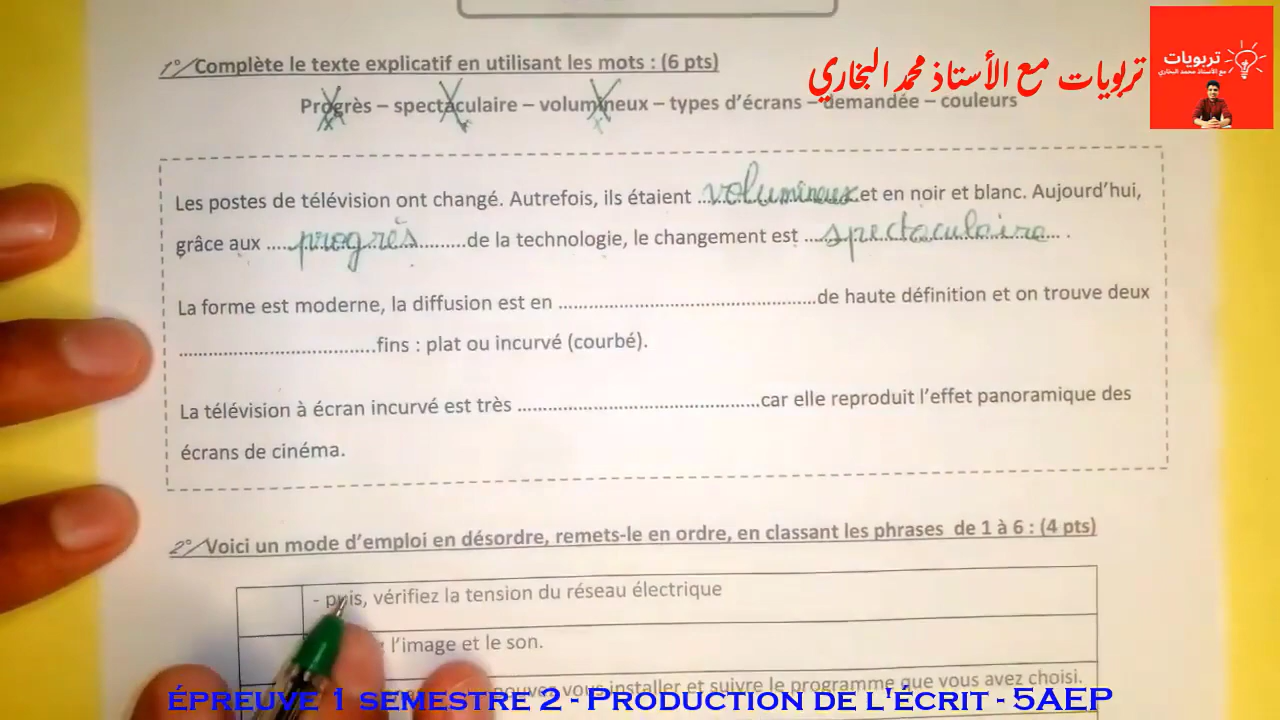 تربويات
مع الأستاذ محمد البخاري
تربويات مع الأستاذ محمد البخاري
1°/ Complète le texte explicatif en utilisant les mots : (6 pts)
Progrès – spectaculaire – volumineux – types d'écrans – demandée – couleurs
Les postes de télévision ont changé. Autrefois, ils étaient ...volumineux et en noir et blanc. Aujourd'hui,
grâce aux ....progrès..........de la technologie, le changement est ...spectaculaire... .
La forme est moderne, la diffusion est en ............................................de haute définition et on trouve deux
....................................fins : plat ou incurvé (courbé).
La télévision à écran incurvé est très ..........................................car elle reproduit l'effet panoramique des
écrans de cinéma.
2°/ Voici un mode d'emploi en désordre, remets-le en ordre, en classant les phrases de 1 à 6 : (4 pts)
- puis, vérifiez la tension du réseau électrique
l'image et le son.
vous installer et suivre le programme que vous avez choisi.
ÉPREUVE 1 SEMESTRE 2 - PRODUCTION DE L'ÉCRIT - 5AEP